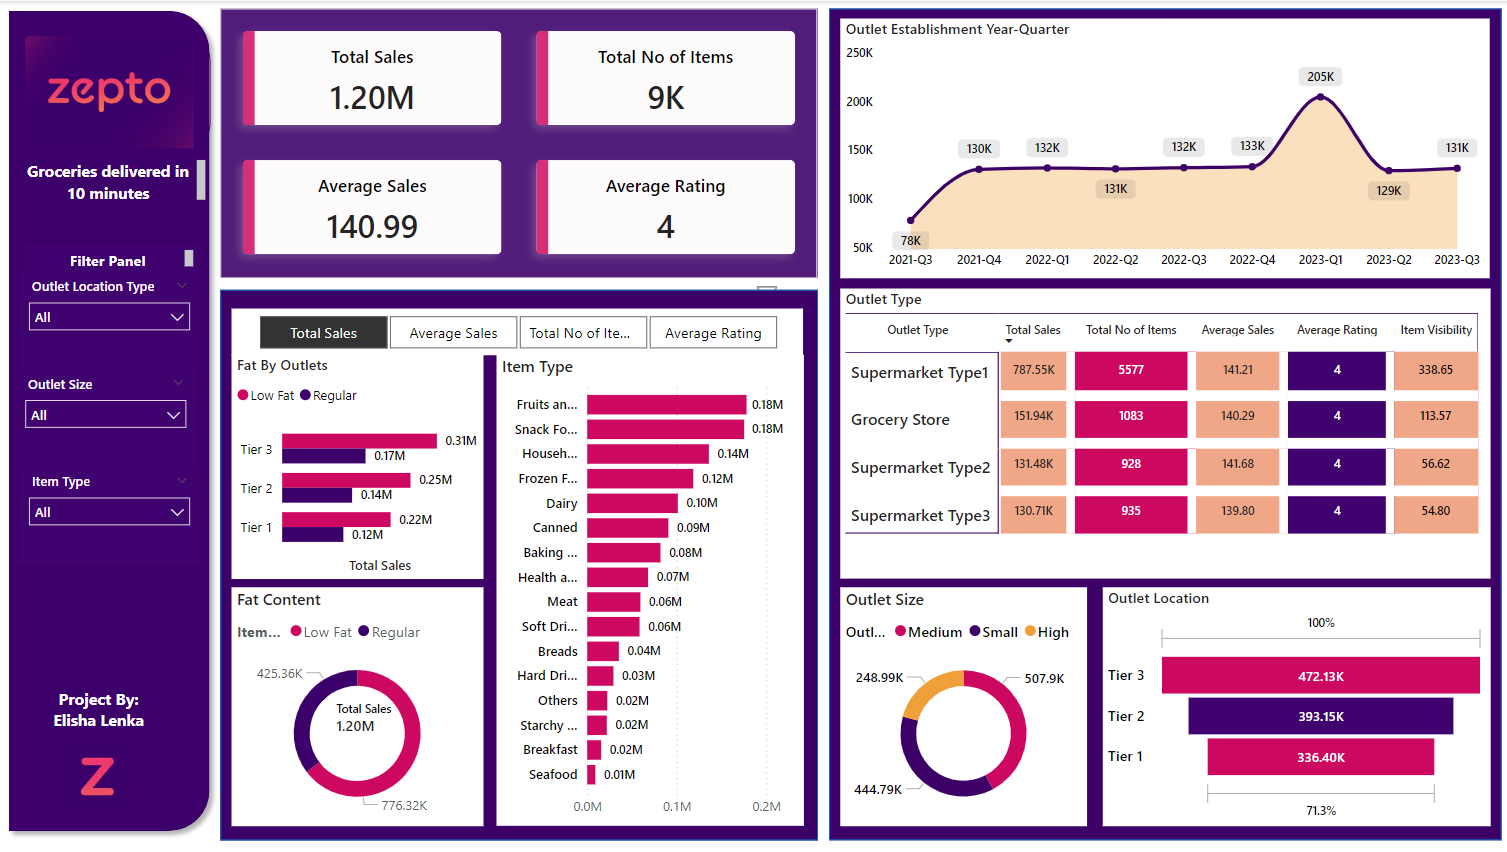 zepto
Groceries delivered in
10 minutes
Filter Panel
Outlet Location Type
All
Outlet Size
All
Item Type
All
Project By:
Elisha Lenka
Z
Total Sales
1.20M
Total No of Items
9K
Average Sales
140.99
Average Rating
4
Total Sales
Average Sales
Total No of Ite...
Average Rating
Fat By Outlets
Low Fat Regular
Tier 3 0.31M
0.17M
Tier 2 0.25M
0.14M
Tier 1 0.22M
0.12M
Total Sales
Fat Content
Item... Low Fat Regular
425.36K
Total Sales
1.20M
776.32K
Item Type
Fruits an... 0.18M
Snack Fo... 0.18M
Househ... 0.14M
Frozen F... 0.12M
Dairy 0.10M
Canned 0.09M
Baking ... 0.08M
Health a... 0.07M
Meat 0.06M
Soft Dri... 0.06M
Breads 0.04M
Hard Dri... 0.03M
Others 0.02M
Starchy ... 0.02M
Breakfast 0.02M
Seafood 0.01M
0.0M 0.1M 0.2M
Outlet Establishment Year-Quarter
250K
200K
150K
100K
50K
78K 130K 132K 131K 132K 133K 205K 129K 131K
2021-Q3 2021-Q4 2022-Q1 2022-Q2 2022-Q3 2022-Q4 2023-Q1 2023-Q2 2023-Q3
Outlet Type
Outlet Type Total Sales Total No of Items Average Sales Average Rating Item Visibility
Supermarket Type1 787.55K 5577 141.21 4 338.65
Grocery Store 151.94K 1083 140.29 4 113.57
Supermarket Type2 131.48K 928 141.68 4 56.62
Supermarket Type3 130.71K 935 139.80 4 54.80
Outlet Size
Outl... Medium Small High
248.99K
507.9K
444.79K
Outlet Location
100%
Tier 3 472.13K
Tier 2 393.15K
Tier 1 336.40K
71.3%